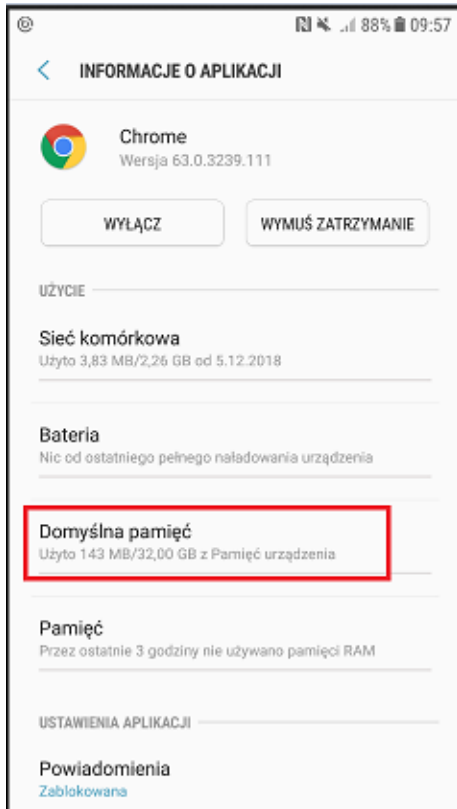 88% 09:57
INFORMACJE O APLIKACJI
Chrome
Wersja 63.0.3239.111
WYŁĄCZ
WYMUŚ ZATRZYMANIE
UŻYCIE
Sieć komórkowa
Użyto 3,83 MB/2,26 GB od 5.12.2018
Bateria
Nic od ostatniego pełnego naładowania urządzenia
Domyślna pamięć
Użyto 143 MB/32,00 GB z Pamięć urządzenia
Pamięć
Przez ostatnie 3 godziny nie używano pamięci RAM
USTAWIENIA APLIKACJI
Powiadomienia
Zablokowana